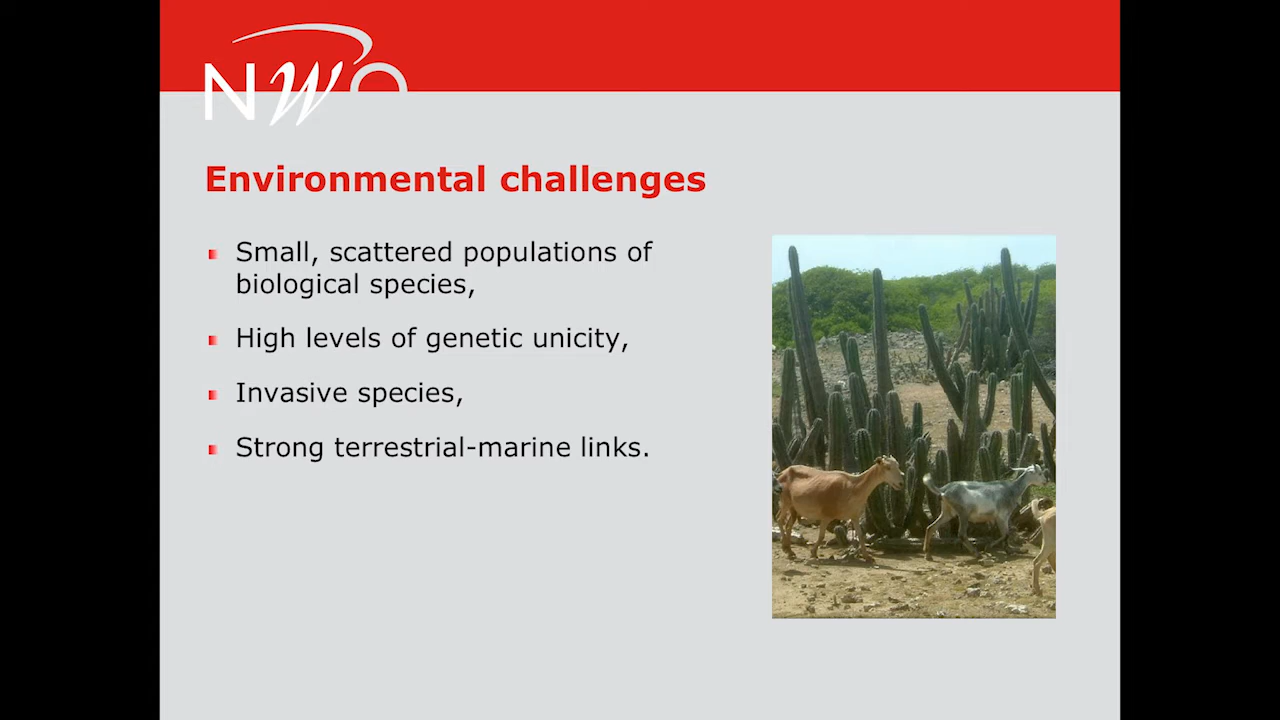 NWO
Environmental challenges
Small, scattered populations of
biological species,
High levels of genetic unicity,
Invasive species,
Strong terrestrial-marine links.